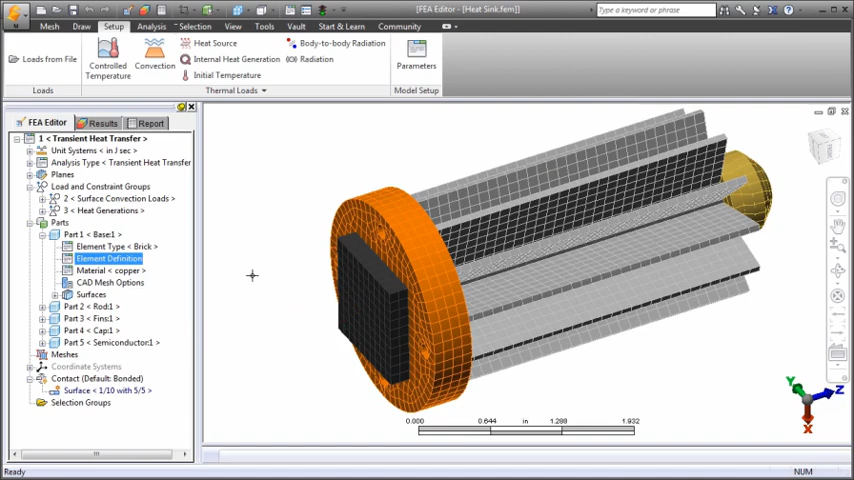 [FEA Editor - [Heat Sink.fem]]
Type a keyword or phrase
Mesh Draw Setup Analysis Selection View Tools Vault Start & Learn Community
Loads from File
Loads
Controlled Temperature
Convection
Heat Source
Internal Heat Generation
Initial Temperature
Body-to-body Radiation
Radiation
Thermal Loads
Parameters
Model Setup
FEA Editor Results Report
1 < Transient Heat Transfer >
Unit Systems < in J sec >
Analysis Type < Transient Heat Transfer
Planes
Load and Constraint Groups
2 < Surface Convection Loads >
3 < Heat Generations >
Parts
Part 1 < Base:1 >
Element Type < Brick >
Element Definition
Material < copper >
CAD Mesh Options
Surfaces
Part 2 < Rod:1 >
Part 3 < Fins:1 >
Part 4 < Cap:1 >
Part 5 < Semiconductor:1 >
Meshes
Coordinate Systems
Contact (Default: Bonded)
Surface < 1/10 with 5/5 >
Selection Groups
0.000 0.644 in 1.288 1.932
Y
Z
X
Ready
NUM